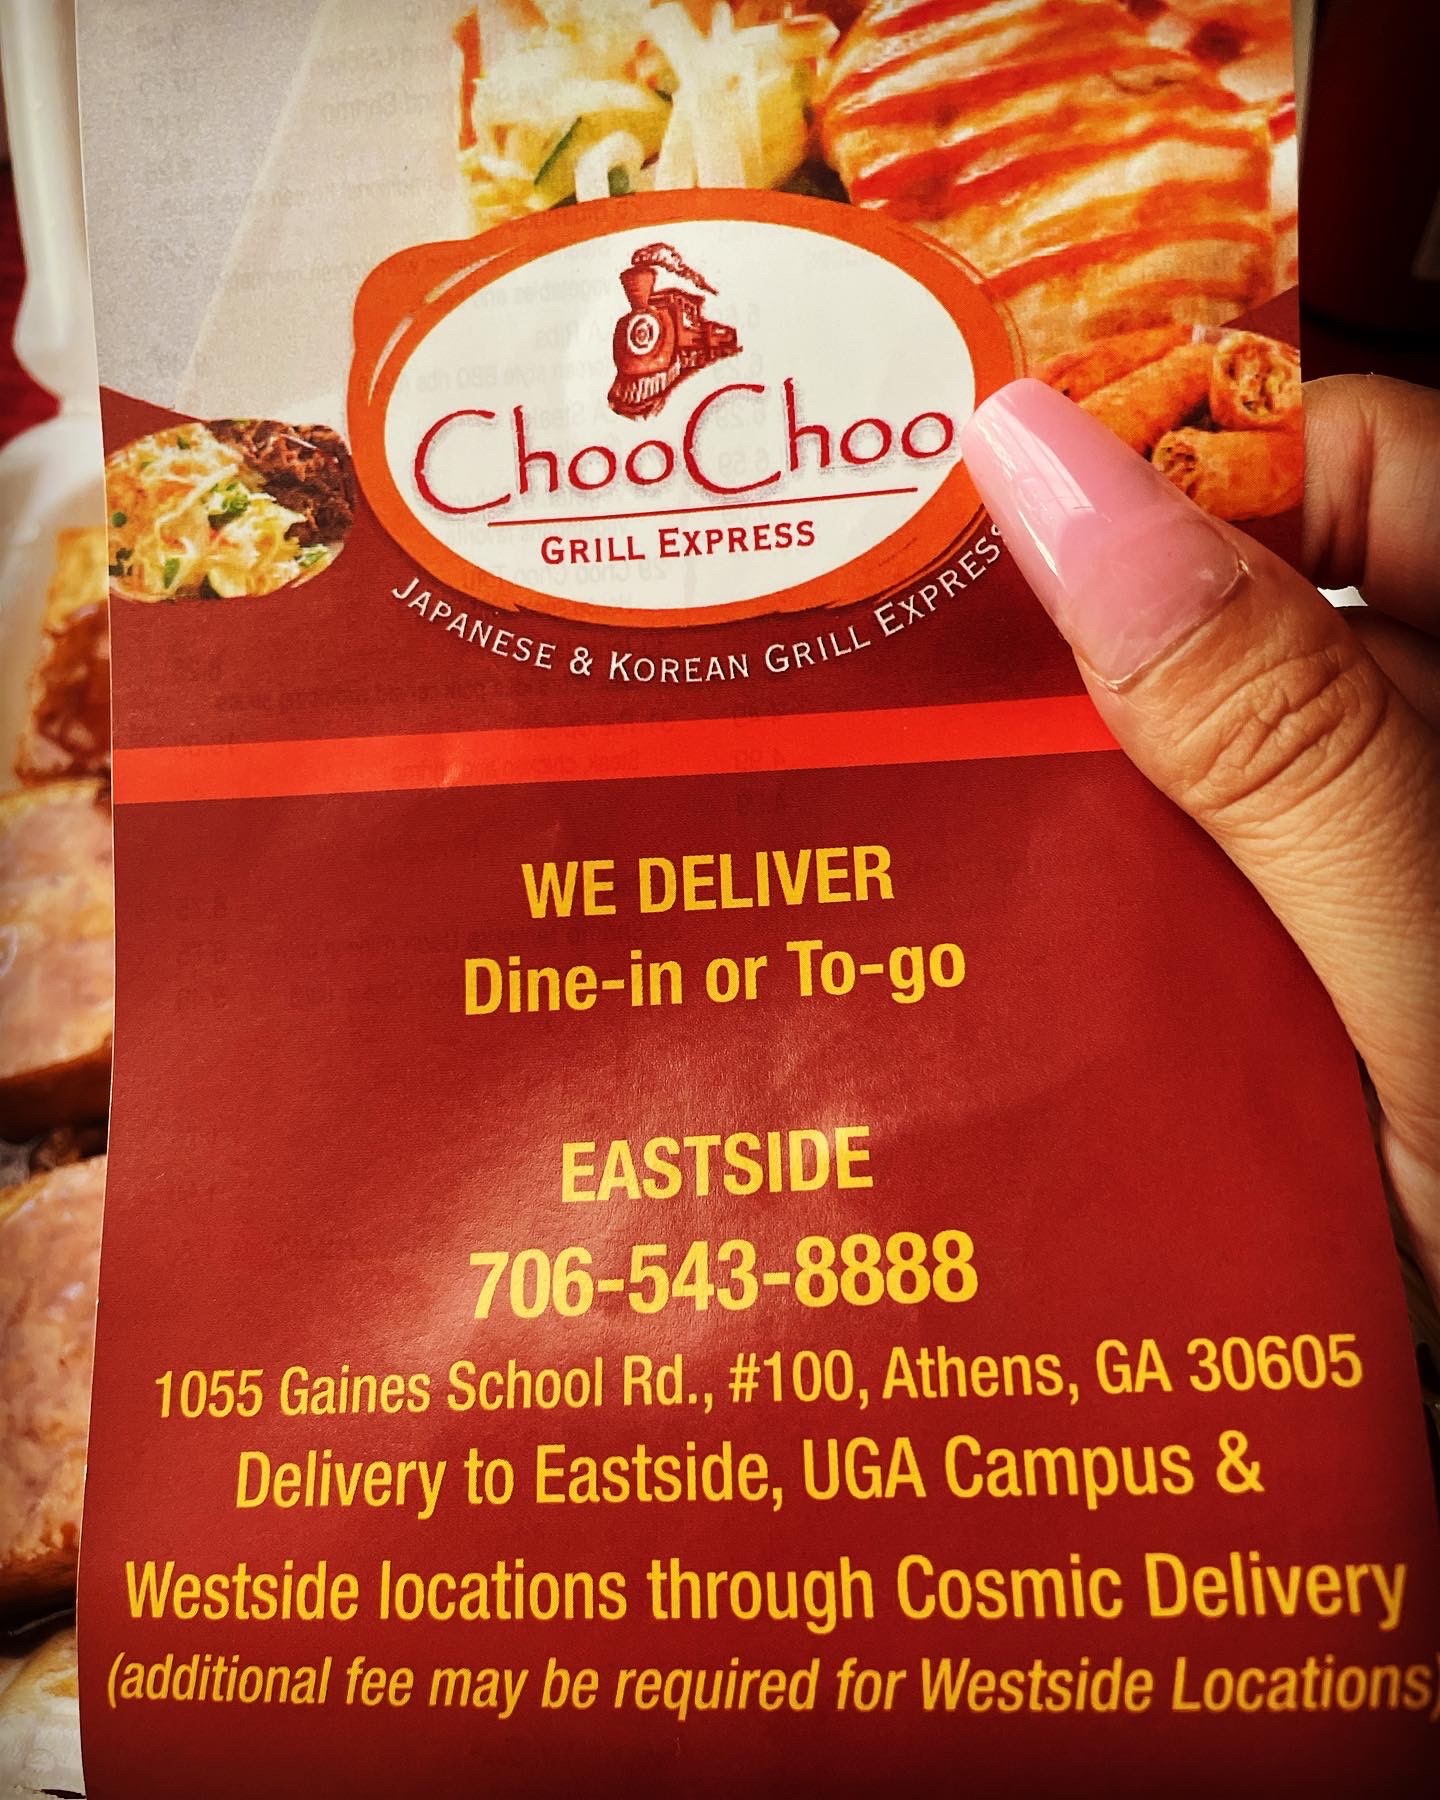 ChooChoo
GRILL EXPRESS
JAPANESE & KOREAN GRILL EXPRESS
WE DELIVER
Dine-in or To-go
EASTSIDE
706-543-8888
1055 Gaines School Rd., #100, Athens, GA 30605
Delivery to Eastside, UGA Campus &
Westside locations through Cosmic Delivery
(additional fee may be required for Westside Locations)